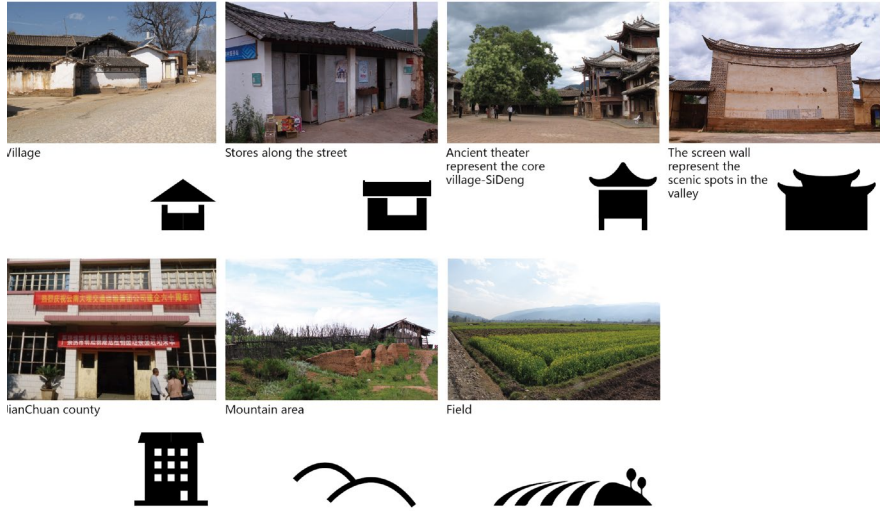 Village
Stores along the street
Ancient theater
represent the core
village-SiDeng
The screen wall
represent the
scenic spots in the
valley
JianChuan county
Mountain area
Field